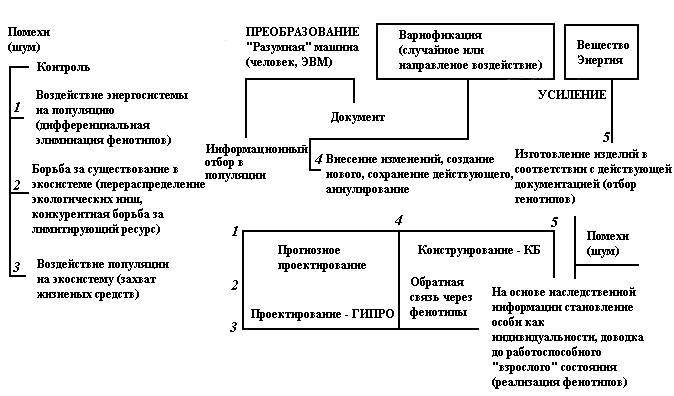 Помехи
(шум)
Контроль
1
Воздействие энергосистемы
на популяцию
(дифференциальная
элиминация фенотипов)
2
Борьба за существование в
экосистеме (перераспределение
экологических ниш,
конкурентная борьба за
лимитирующий ресурс)
3
Воздействие популяции
на экосистему (захват
жизненых средств)
ПРЕОБРАЗОВАНИЕ
"Разумная" машина
(человек, ЭВМ)
Документ
Информационный
отбор в
популяции
Вариофикация
(случайное или
направленое воздействие)
4
Внесение изменений, создание
нового, сохранение действующего,
аннулирование
Вещество
Энергия
УСИЛЕНИЕ
5
Изготовление изделий в
соответствии с действующей
документацией (отбор
генотипов)
1
4
5
Прогнозное
проектирование
Конструирование - КБ
2
Обратная
связь через
фенотипы
3
Проектирование - ГИПРО
Помехи
(шум)
На основе наследственной
информации становление
особи как
индивидуальности, доводка
до работоспособного
"взрослого" состояния
(реализация фенотипов)